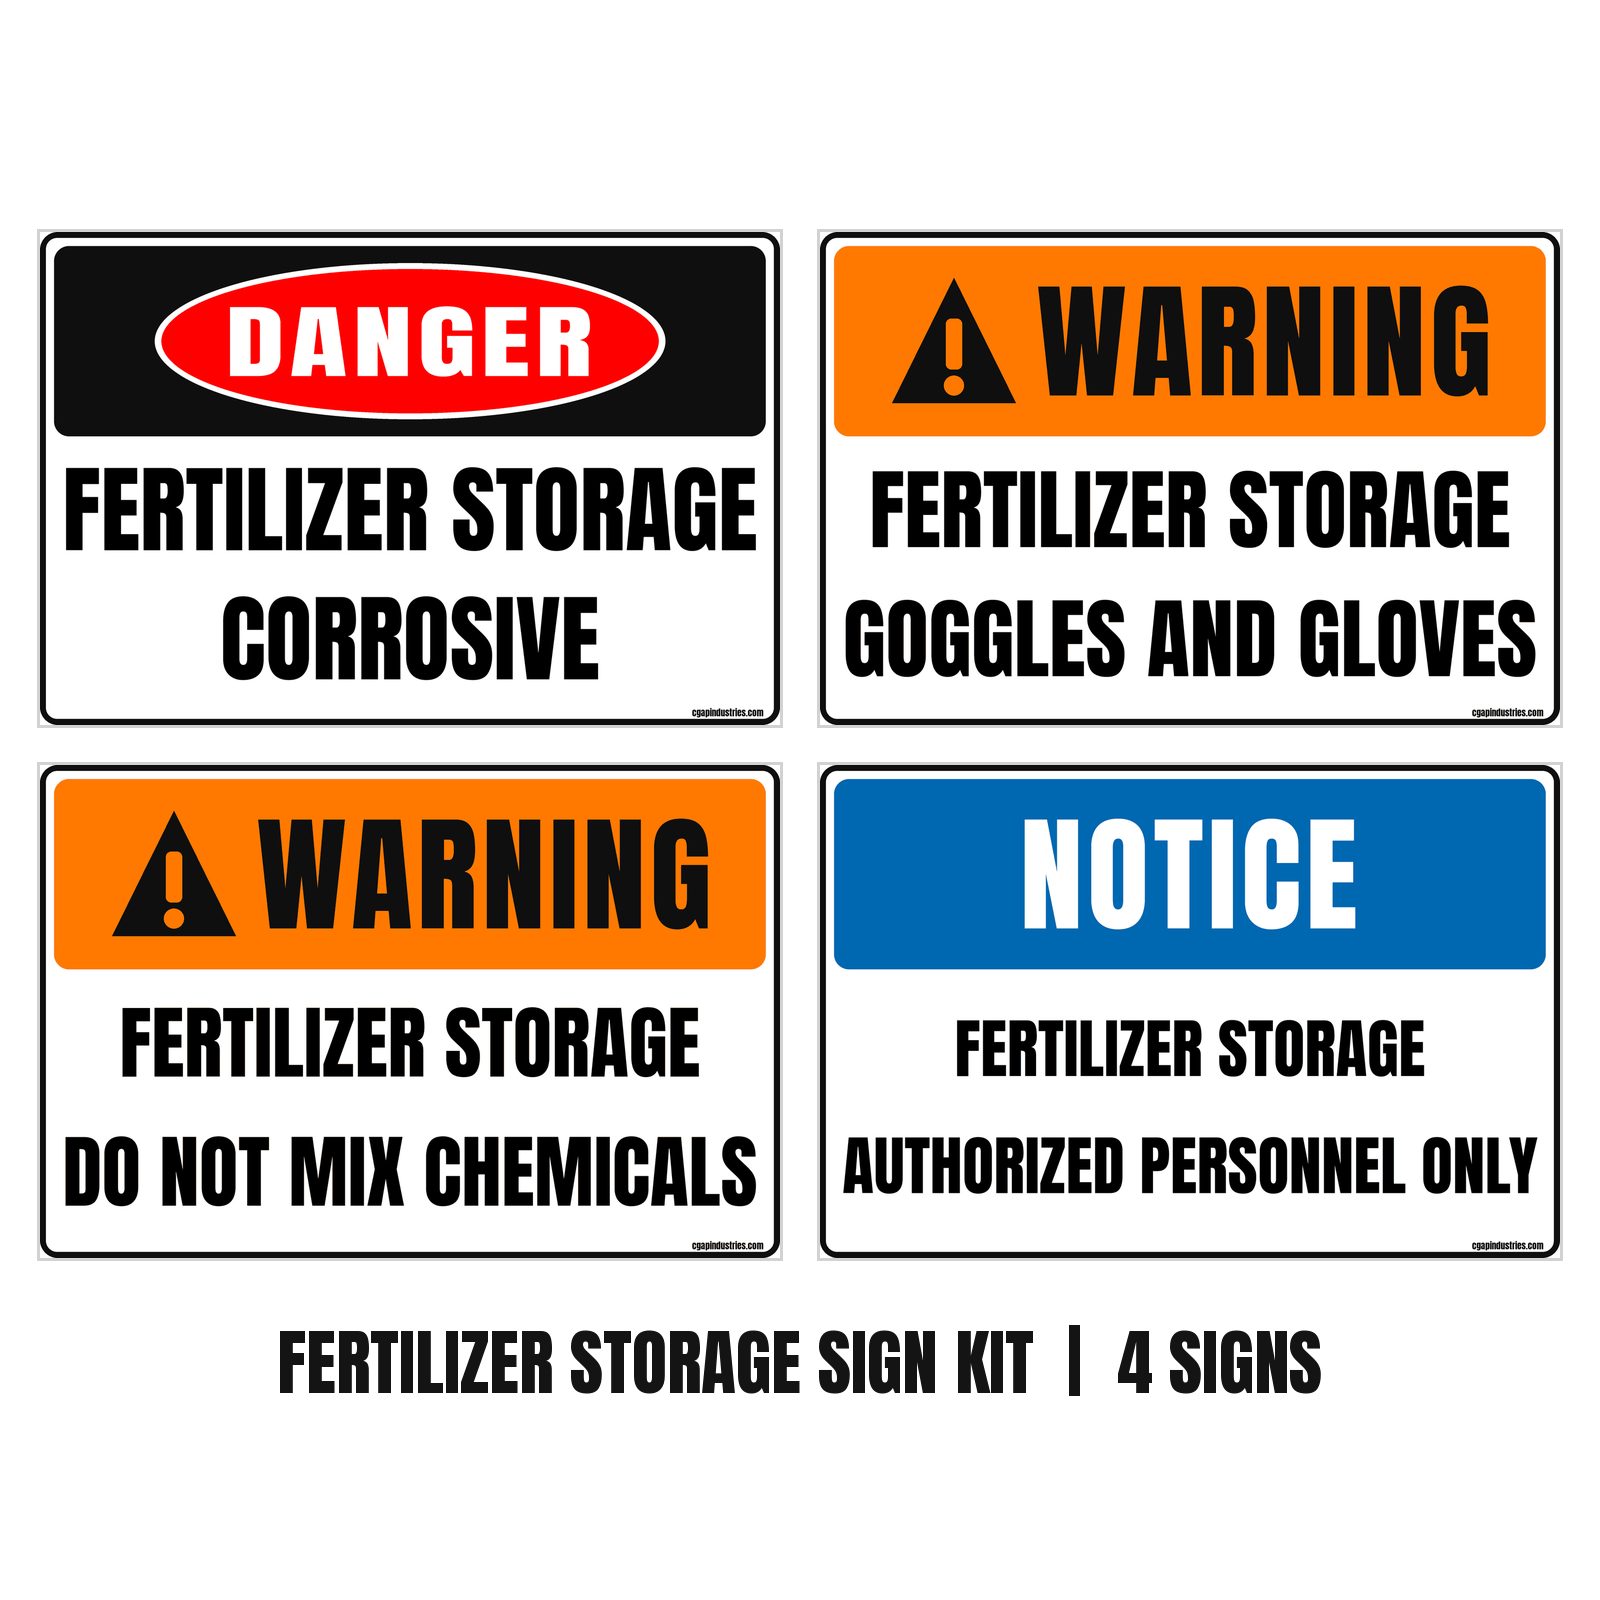 DANGER
FERTILIZER STORAGE
CORROSIVE
cgapindustries.com
WARNING
FERTILIZER STORAGE
GOGGLES AND GLOVES
cgapindustries.com
WARNING
FERTILIZER STORAGE
DO NOT MIX CHEMICALS
cgapindustries.com
NOTICE
FERTILIZER STORAGE
AUTHORIZED PERSONNEL ONLY
cgapindustries.com
FERTILIZER STORAGE SIGN KIT | 4 SIGNS